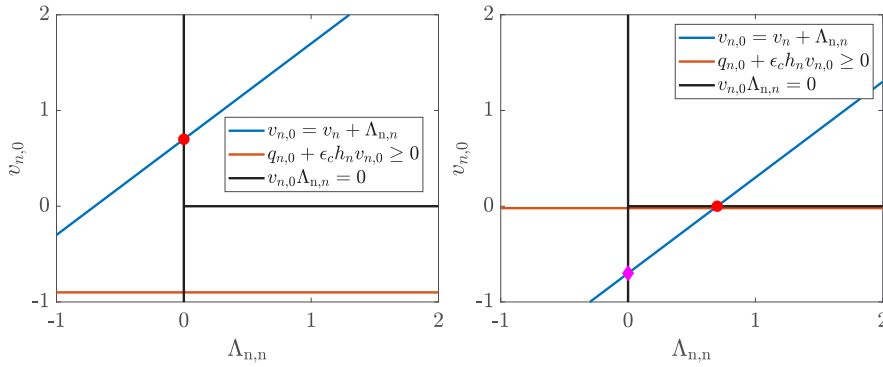 2
1
0
-1
-1
0
1
2
v_{n,0}
Λ_{n,n}
v_{n,0} = v_n + Λ_{n,n}
q_{n,0} + ϵ_c h_n v_{n,0} ≥ 0
v_{n,0}Λ_{n,n} = 0
2
1
0
-1
-1
0
1
2
v_{n,0}
Λ_{n,n}
v_{n,0} = v_n + Λ_{n,n}
q_{n,0} + ϵ_c h_n v_{n,0} ≥ 0
v_{n,0}Λ_{n,n} = 0